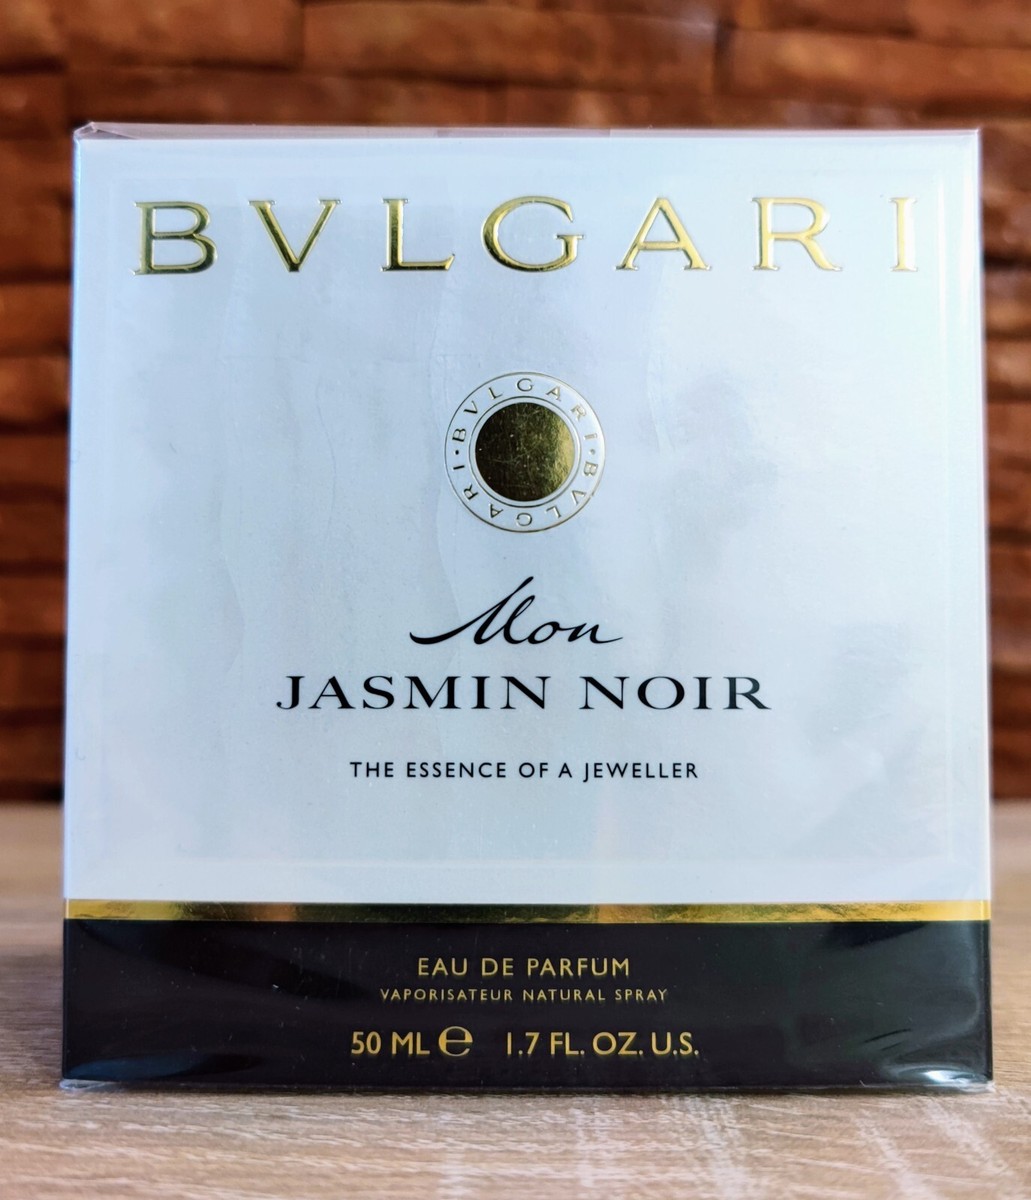 BVLGARI
BVLGARI · BVLGARI ·
Mon
JASMIN NOIR
THE ESSENCE OF A JEWELLER
EAU DE PARFUM
VAPORISATEUR NATURAL SPRAY
50 ML ℮ 1.7 FL. OZ. U.S.